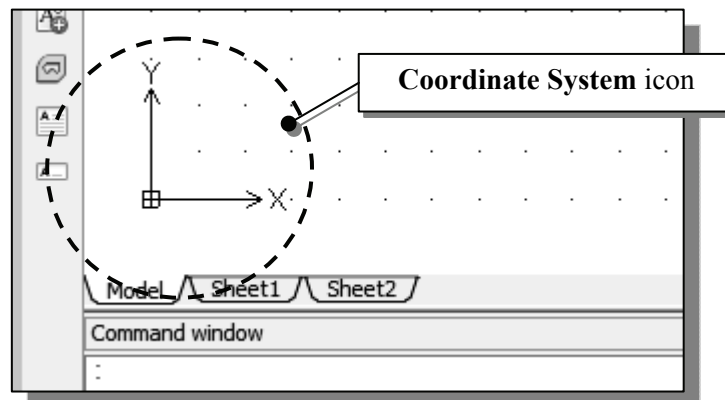 Y
Coordinate System icon
X
Model Sheet1 Sheet2
Command window
: